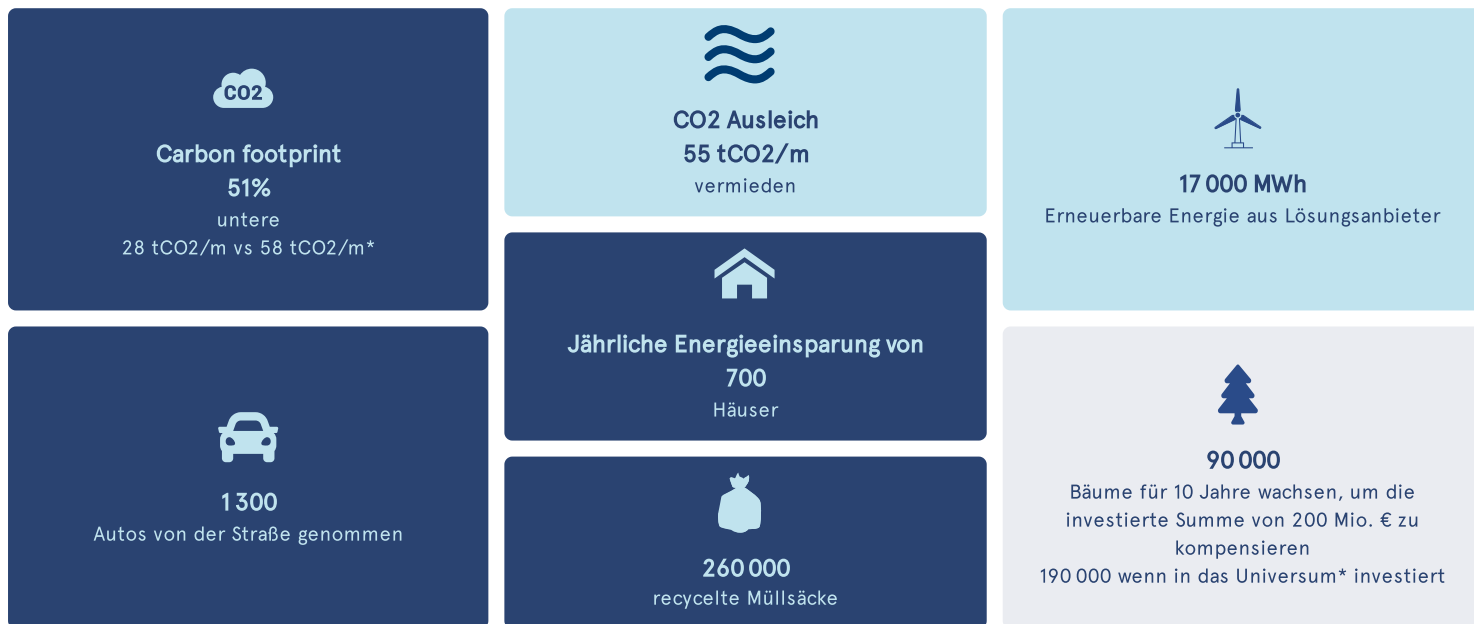 CO2
Carbon footprint
51%
untere
28 tCO2/m vs 58 tCO2/m*
1 300
Autos von der Straße genommen
CO2 Ausleich
55 tCO2/m
vermieden
Jährliche Energieeinsparung von
700
Häuser
260 000
recycelte Müllsäcke
17 000 MWh
Erneuerbare Energie aus Lösungsanbieter
90 000
Bäume für 10 Jahre wachsen, um die
investierte Summe von 200 Mio. € zu
kompensieren
190 000 wenn in das Universum* investiert